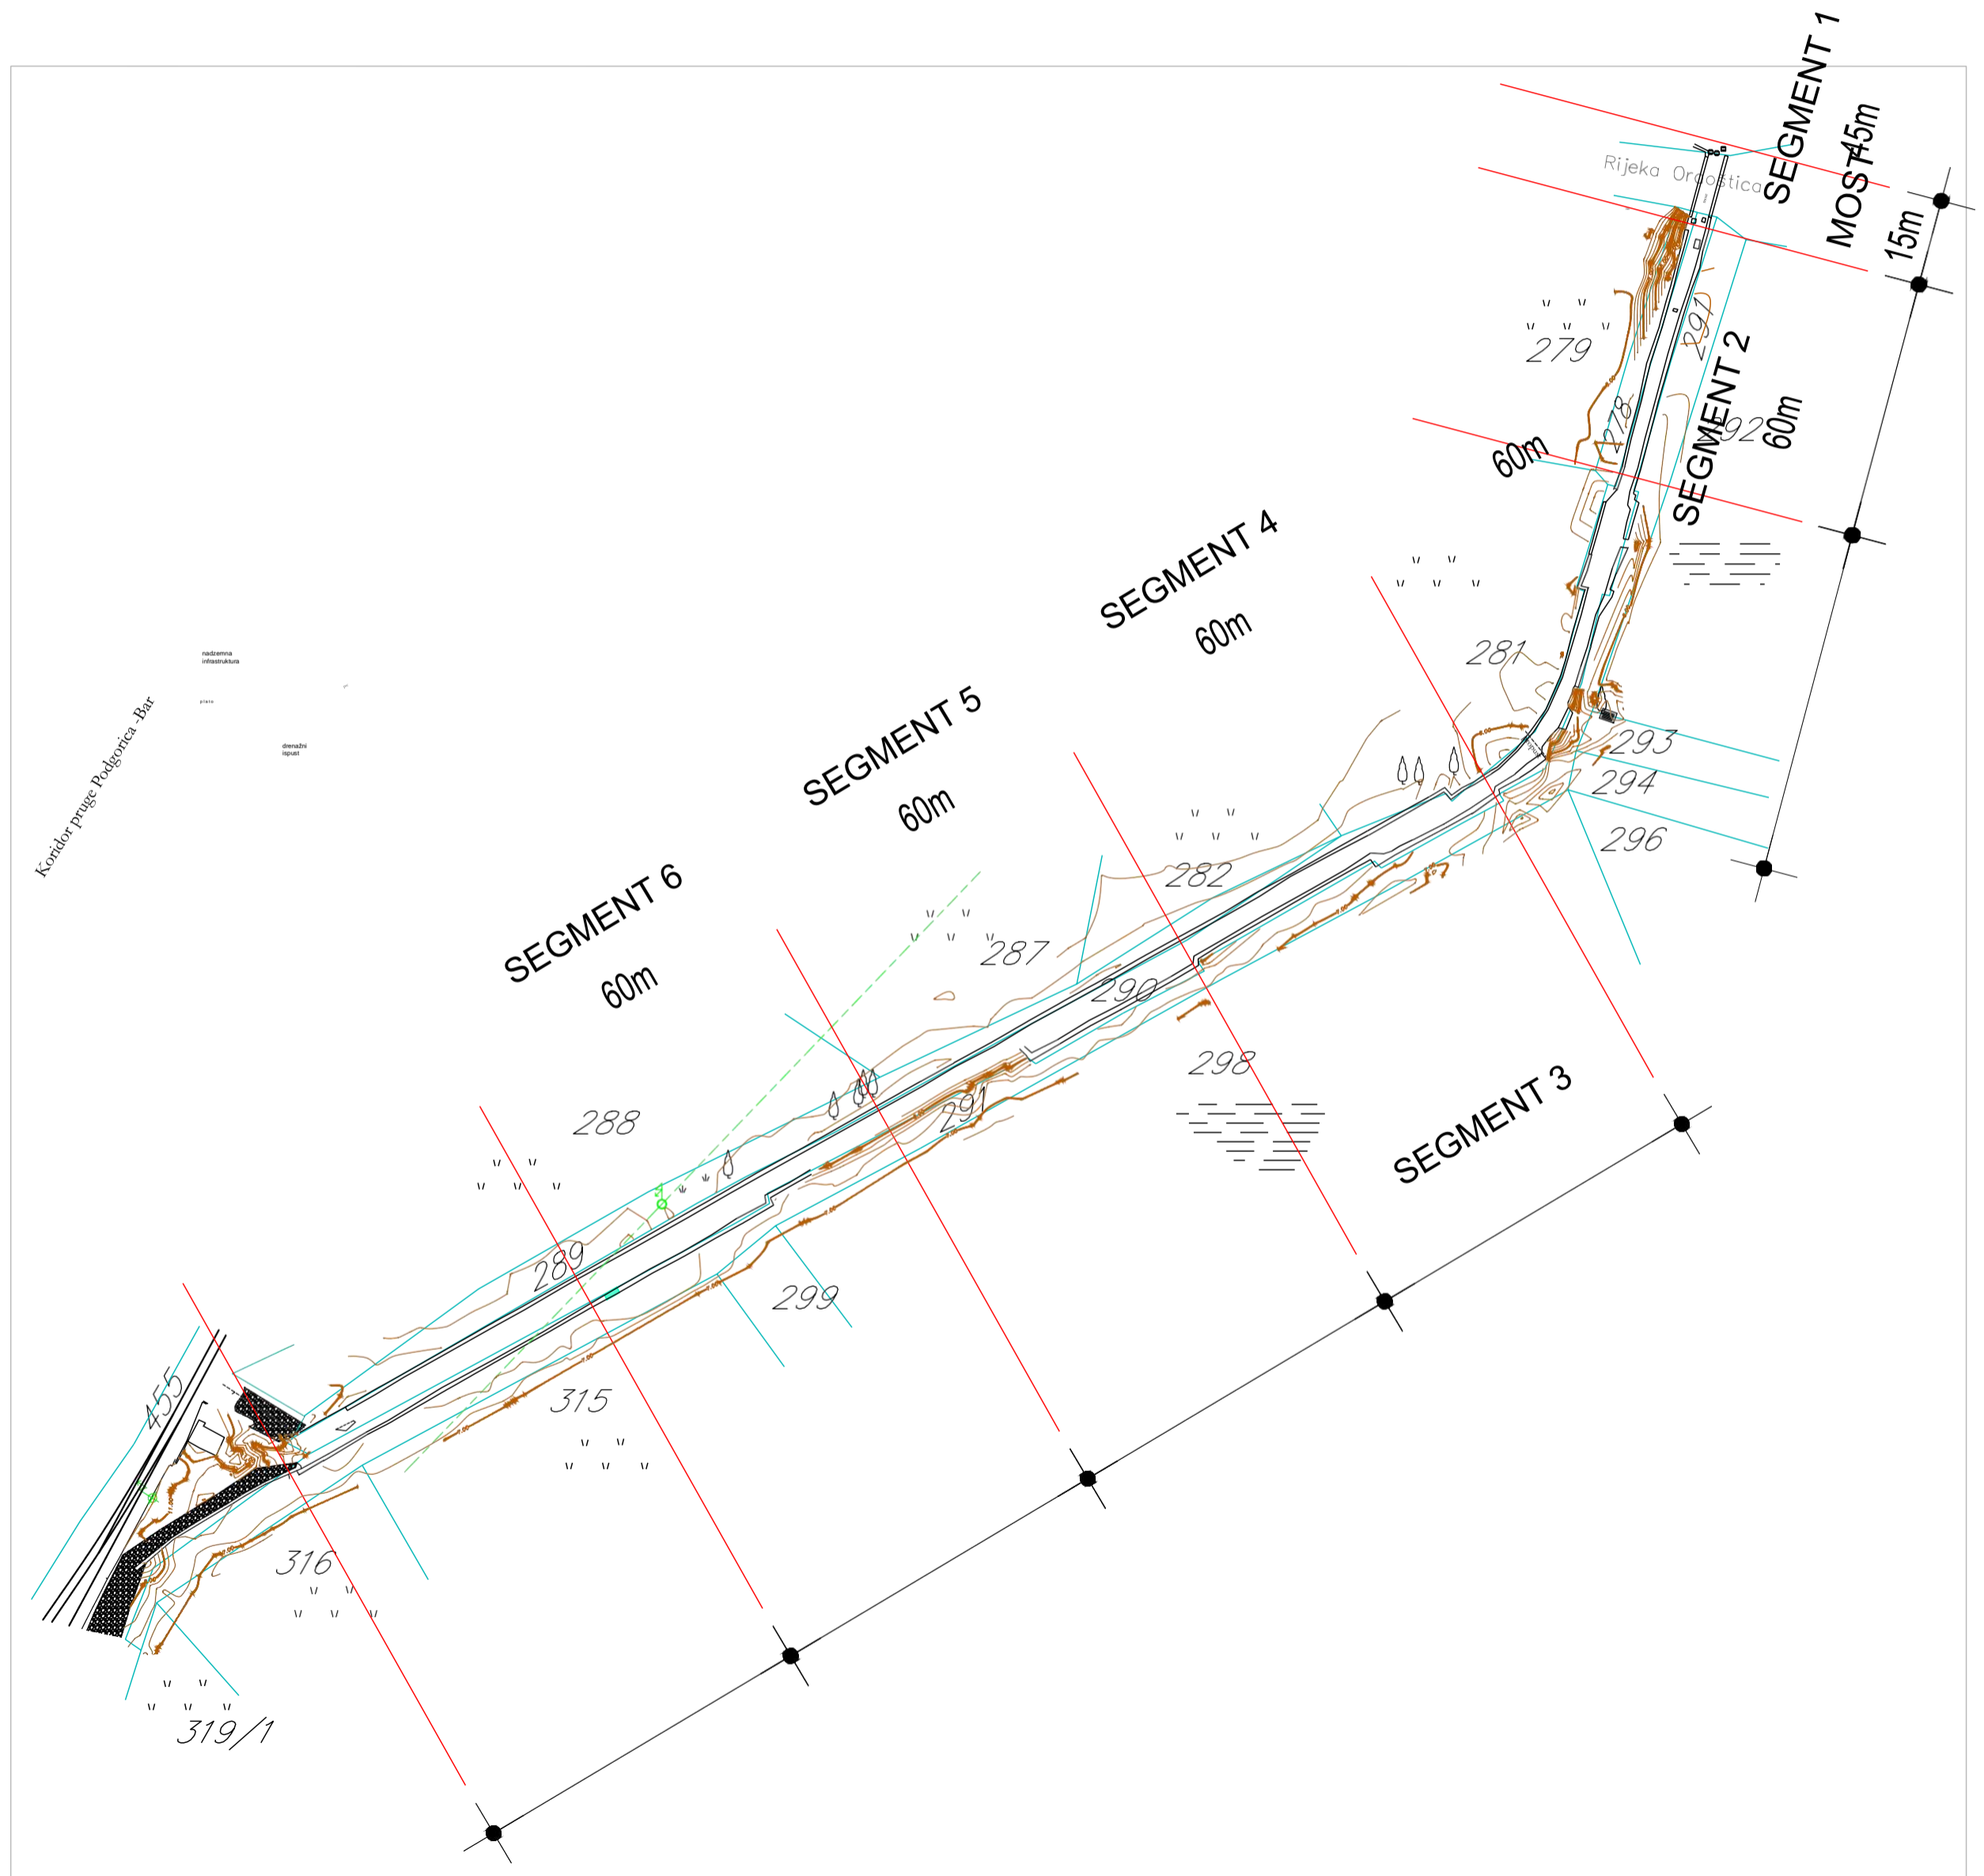 SEGMENT 1
45m
MOST
15m
Rijeka Oraoštica
279
291
278
292
SEGMENT 2
60m
60m
SEGMENT 4
60m
281
nadzemna
infrastruktura
plato
drenažni
ispust
Koridor pruge Podgorica -Bar
SEGMENT 5
60m
293
294
296
282
SEGMENT 6
60m
287
290
298
291
SEGMENT 3
288
289
299
315
455
316
319/1